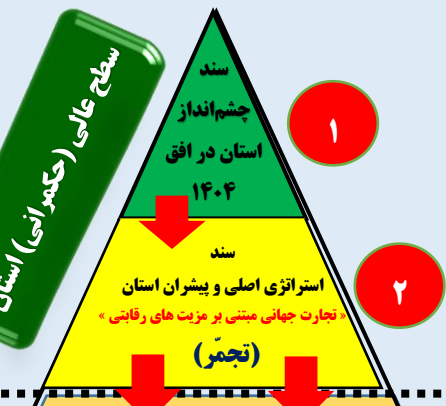 سطح عالی (حکمرانی) استان
سند
چشم‌انداز
استان در افق
۱۴۰۴
۱
سند
استراتژی اصلی و پیشران استان
« تجارت جهانی مبتنی بر مزیت های رقابتی »
(تجمّر)
۲